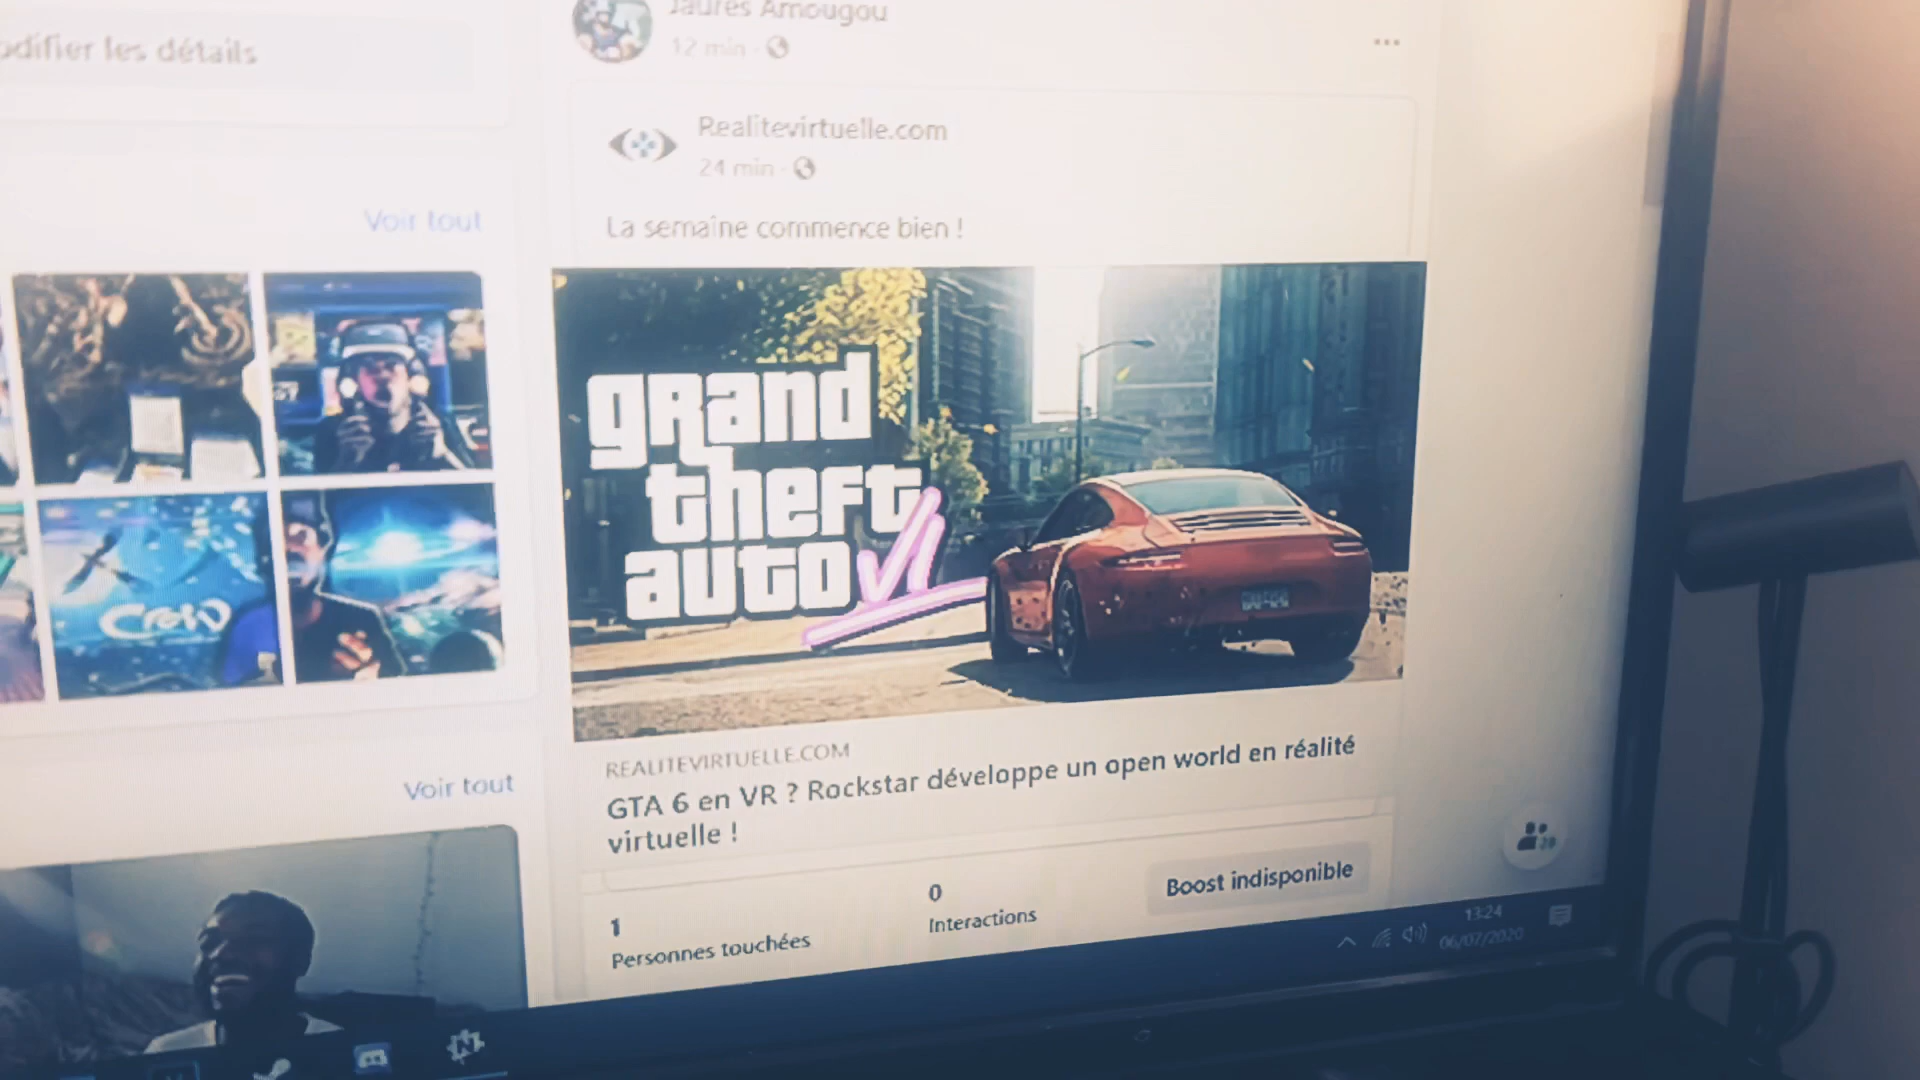 odifier les détails
Jaures Amougou
12 min
Realitevirtuelle.com
24 min
La semaine commence bien !
Voir tout
grand
theft
auto VI
Crew
REALITEVIRTUELLE.COM
GTA 6 en VR ? Rockstar développe un open world en réalité
virtuelle !
Voir tout
1
Personnes touchées
0
Interactions
Boost indisponible
13:24
06/07/2020